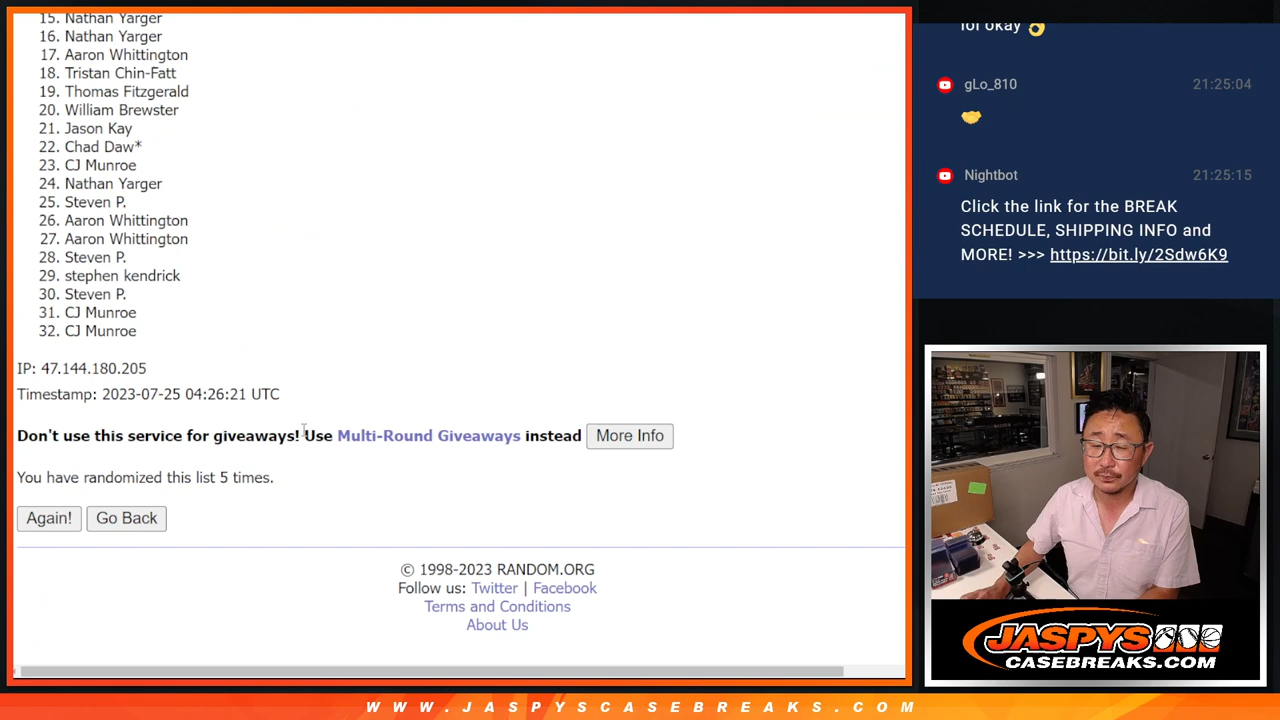 15. Nathan Yarger
16. Nathan Yarger
17. Aaron Whittington
18. Tristan Chin-Fatt
19. Thomas Fitzgerald
20. William Brewster
21. Jason Kay
22. Chad Daw*
23. CJ Munroe
24. Nathan Yarger
25. Steven P.
26. Aaron Whittington
27. Aaron Whittington
28. Steven P.
29. stephen kendrick
30. Steven P.
31. CJ Munroe
32. CJ Munroe
IP: 47.144.180.205
Timestamp: 2023-07-25 04:26:21 UTC
Don't use this service for giveaways! Use Multi-Round Giveaways instead More Info
You have randomized this list 5 times.
Again! Go Back
© 1998-2023 RANDOM.ORG
Follow us: Twitter | Facebook
Terms and Conditions
About Us
lol okay 👌
gLo_810 21:25:04
🤝
Nightbot 21:25:15
Click the link for the BREAK
SCHEDULE, SHIPPING INFO and
MORE! >>> https://bit.ly/2Sdw6K9
JASPYS
CASEBREAKS.COM
WWW.JASPYSCASEBREAKS.COM